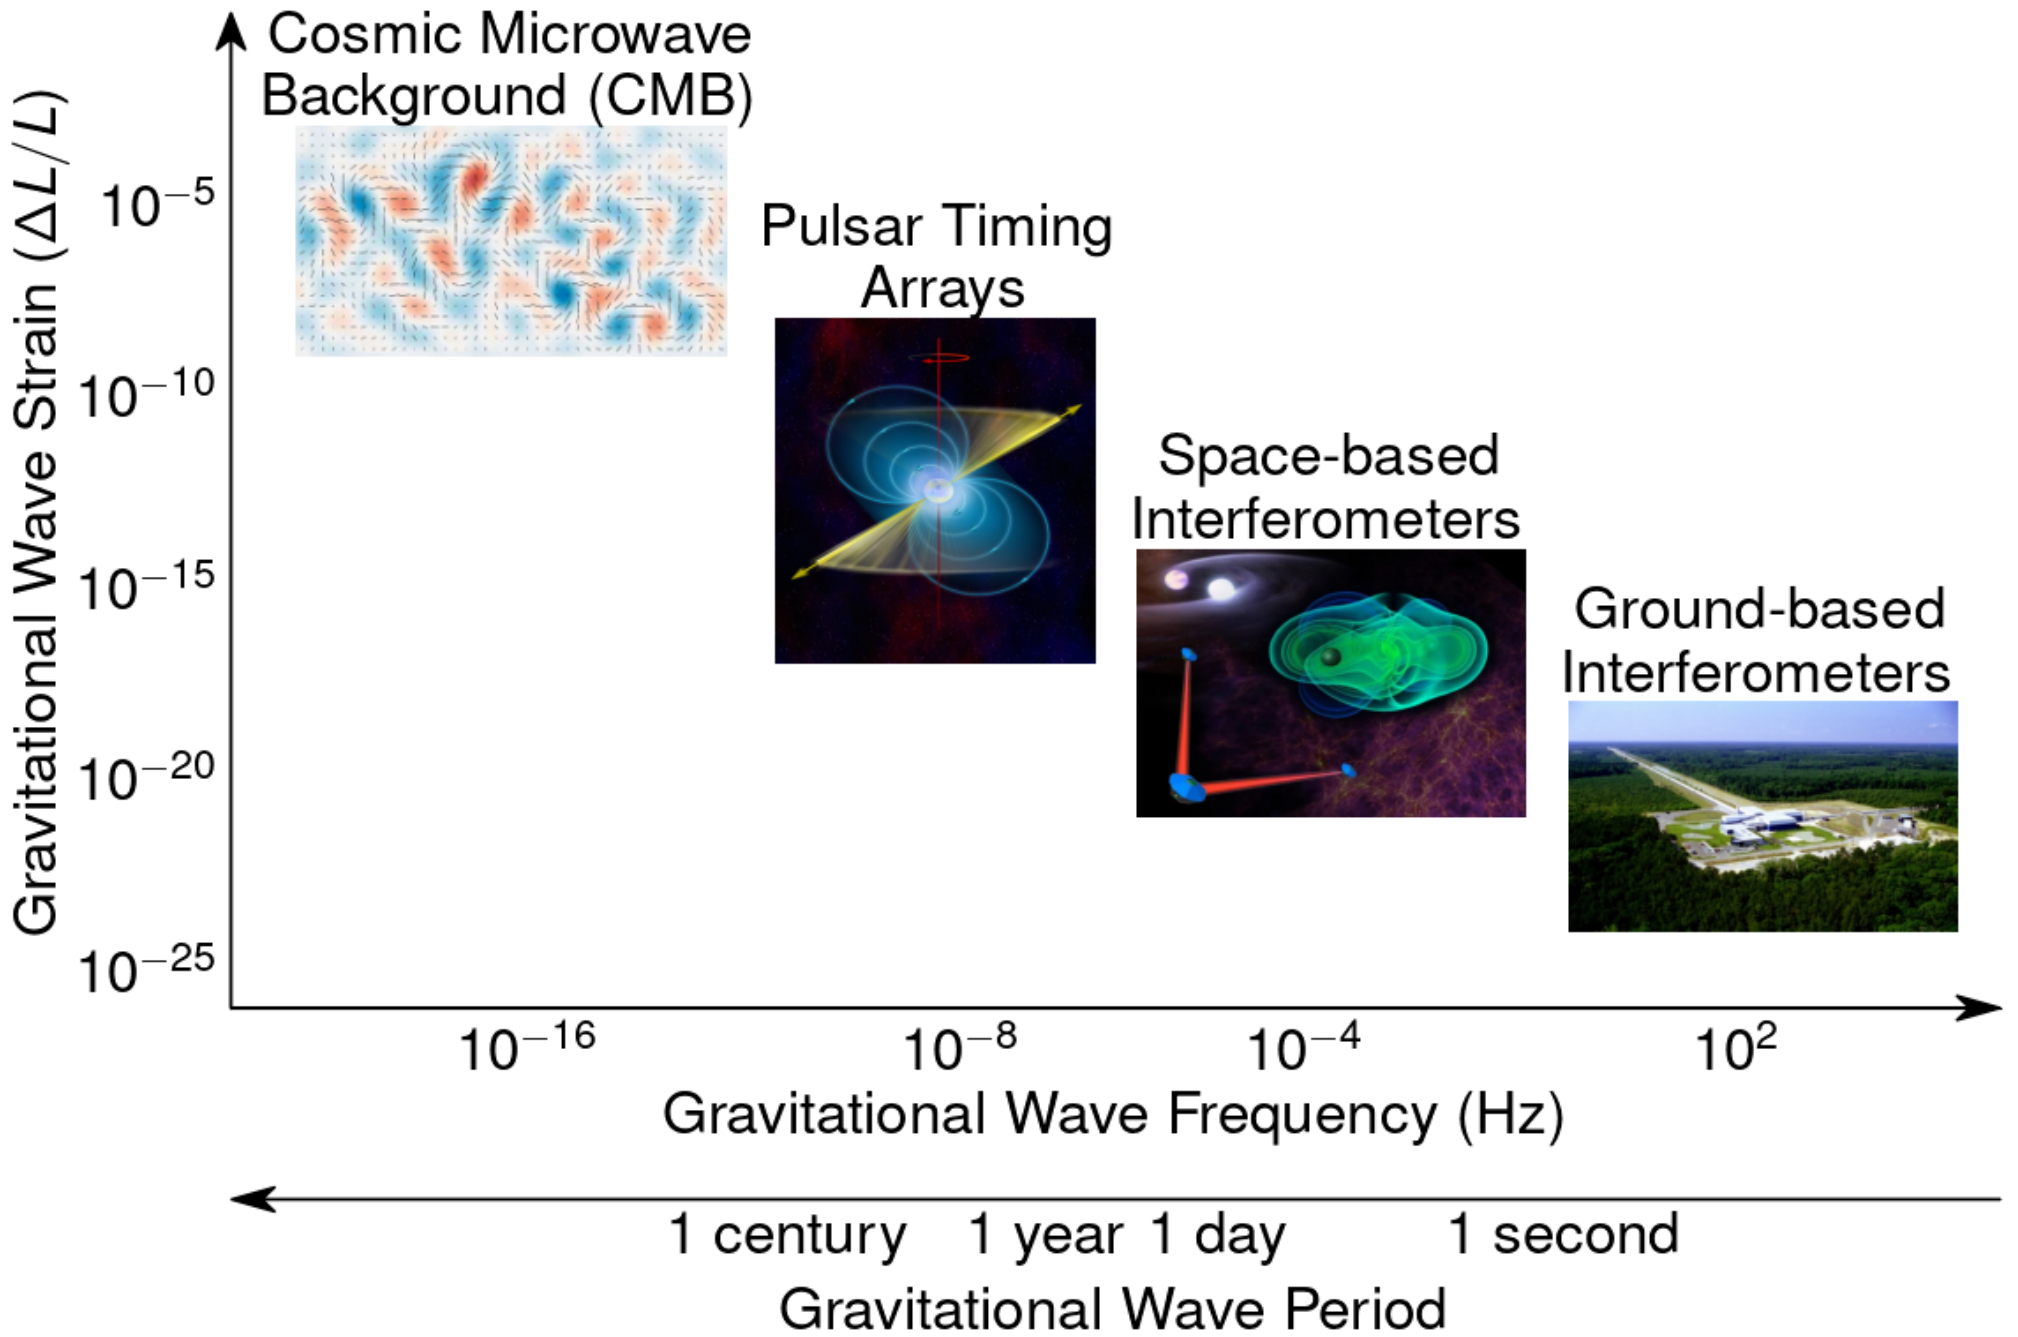 Cosmic Microwave
Background (CMB)
Gravitational Wave Strain (ΔL/L)
10⁻⁵
Pulsar Timing
Arrays
10⁻¹⁰
Space-based
Interferometers
10⁻¹⁵
Ground-based
Interferometers
10⁻²⁰
10⁻²⁵
10⁻¹⁶ 10⁻⁸ 10⁻⁴ 10²
Gravitational Wave Frequency (Hz)
1 century 1 year 1 day 1 second
Gravitational Wave Period